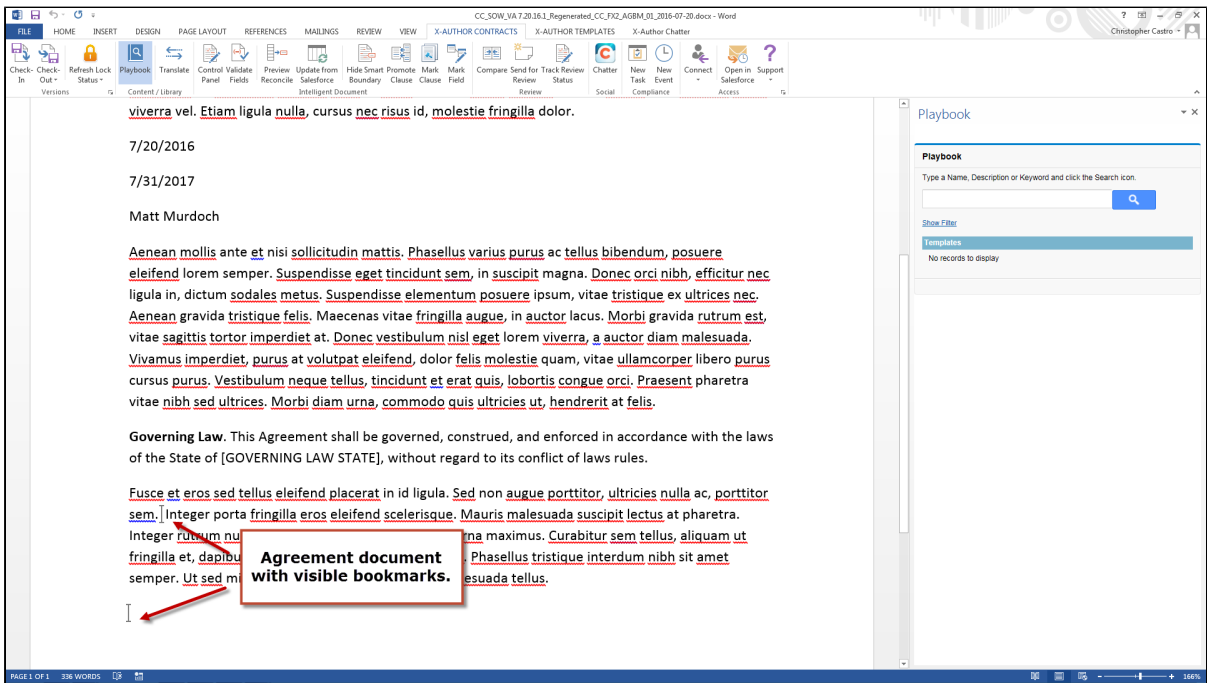 CC_SOW_VA 7.20.16.1_Regenerated_CC_FX2_AGBM_01_2016-07-20.docx - Word
FILE HOME INSERT DESIGN PAGE LAYOUT REFERENCES MAILINGS REVIEW VIEW X-AUTHOR CONTRACTS X-AUTHOR TEMPLATES X-Author Chatter Christopher Castro
Check-In Check-Out Refresh Lock Status Playbook Translate Control Panel Validate Fields Preview Reconcile Update from Salesforce Hide Smart Boundary Promote Clause Mark Clause Mark Field Compare Send for Review Track Review Status Chatter New Task New Event Connect Open in Salesforce Support
Versions Content / Library Intelligent Document Review Social Compliance Access
viverra vel. Etiam ligula nulla, cursus nec risus id, molestie fringilla dolor.
7/20/2016
7/31/2017
Matt Murdoch
Aenean mollis ante et nisi sollicitudin mattis. Phasellus varius purus ac tellus bibendum, posuere
eleifend lorem semper. Suspendisse eget tincidunt sem, in suscipit magna. Donec orci nibh, efficitur nec
ligula in, dictum sodales metus. Suspendisse elementum posuere ipsum, vitae tristique ex ultrices nec.
Aenean gravida tristique felis. Maecenas vitae fringilla augue, in auctor lacus. Morbi gravida rutrum est,
vitae sagittis tortor imperdiet at. Donec vestibulum nisl eget lorem viverra, a auctor diam malesuada.
Vivamus imperdiet, purus at volutpat eleifend, dolor felis molestie quam, vitae ullamcorper libero purus
cursus purus. Vestibulum neque tellus, tincidunt et erat quis, lobortis congue orci. Praesent pharetra
vitae nibh sed ultrices. Morbi diam urna, commodo quis ultricies ut, hendrerit at felis.
Governing Law. This Agreement shall be governed, construed, and enforced in accordance with the laws
of the State of [GOVERNING LAW STATE], without regard to its conflict of laws rules.
Fusce et eros sed tellus eleifend placerat in id ligula. Sed non augue porttitor, ultricies nulla ac, porttitor
sem. Integer porta fringilla eros eleifend scelerisque. Mauris malesuada suscipit lectus at pharetra.
Integer rutrum maximus. Curabitur sem tellus, aliquam ut
fringilla et, Phasellus tristique interdum nibh sit amet
semper. Ut sed tellus.
Agreement document
with visible bookmarks.
Playbook
Playbook
Type a Name, Description or Keyword and click the Search icon.
Show Filter
Templates
No records to display
PAGE 1 OF 1 336 WORDS 166%